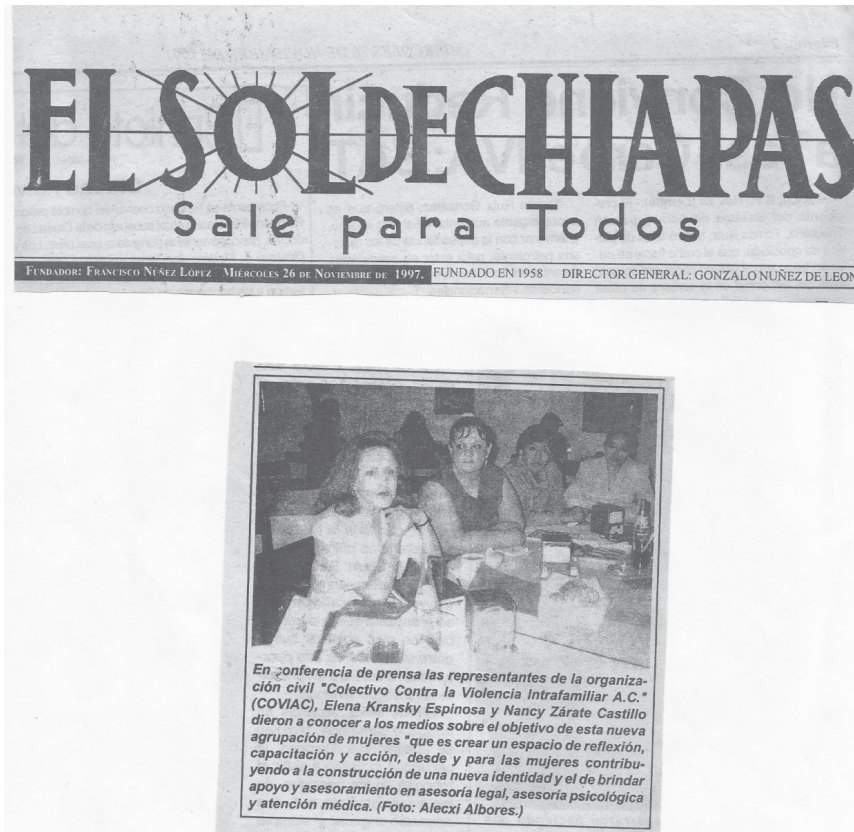 EL SOL DE CHIAPAS
Sale para Todos
FUNDADOR: FRANCISCO NÚÑEZ LÓPEZ MIÉRCOLES 26 DE NOVIEMBRE DE 1997. FUNDADO EN 1958 DIRECTOR GENERAL: GONZALO NUÑEZ DE LEON
En conferencia de prensa las representantes de la organiza-
ción civil "Colectivo Contra la Violencia Intrafamiliar A.C."
(COVIAC), Elena Kransky Espinosa y Nancy Zárate Castillo
dieron a conocer a los medios sobre el objetivo de esta nueva
agrupación de mujeres "que es crear un espacio de reflexión,
capacitación y acción, desde y para las mujeres contribu-
yendo a la construcción de una nueva identidad y el de brindar
apoyo y asesoramiento en asesoría legal, asesoría psicológica
y atención médica. (Foto: Alecxi Albores.)